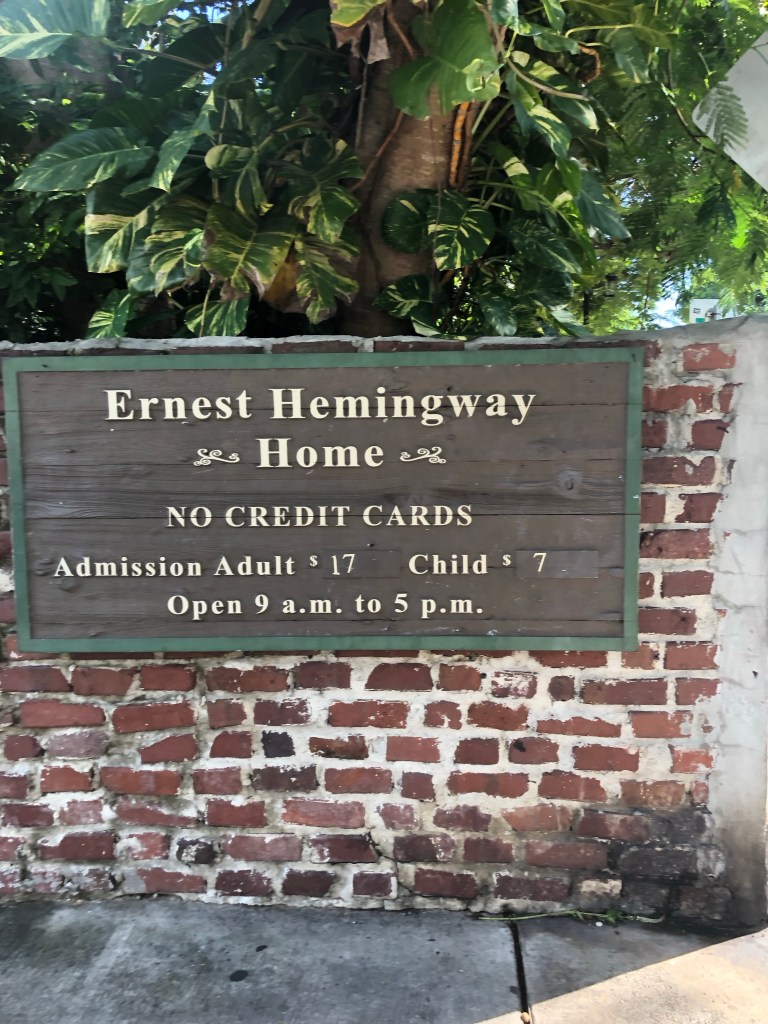 Ernest Hemingway
Home
NO CREDIT CARDS
Admission Adult $ 17 Child $ 7
Open 9 a.m. to 5 p.m.